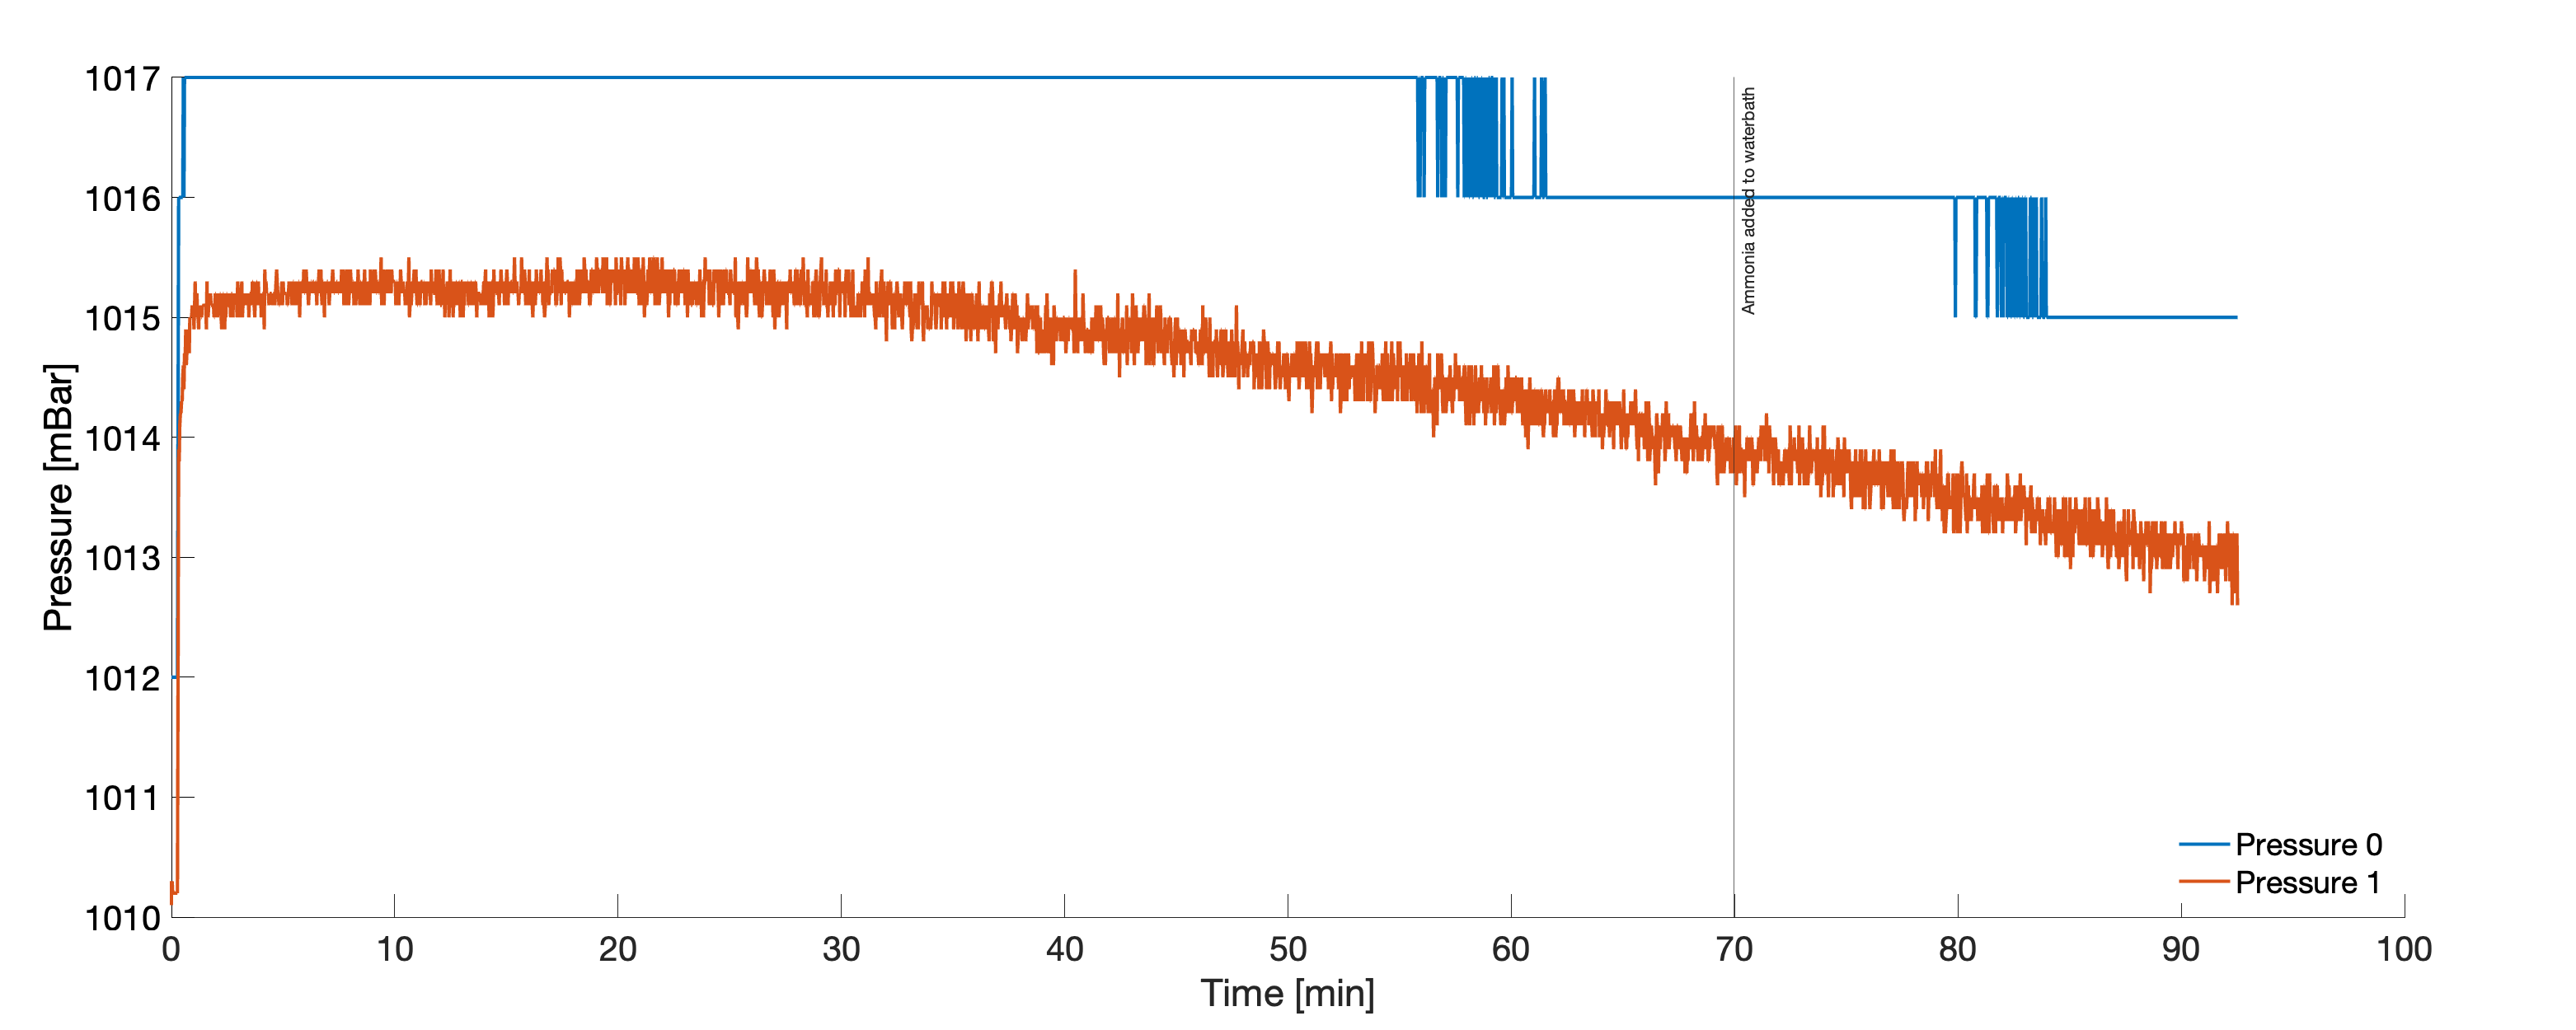 1017
1016
1015
1014
1013
1012
1011
1010
Pressure [mBar]
Ammonia added to waterbath
Pressure 0
Pressure 1
0 10 20 30 40 50 60 70 80 90 100
Time [min]